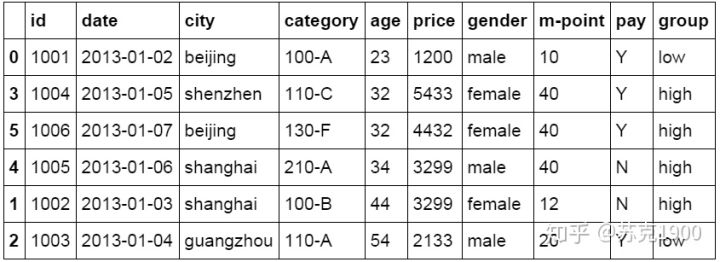 id date city category age price gender m-point pay group
0 1001 2013-01-02 beijing 100-A 23 1200 male 10 Y low
3 1004 2013-01-05 shenzhen 110-C 32 5433 female 40 Y high
5 1006 2013-01-07 beijing 130-F 32 4432 female 40 Y high
4 1005 2013-01-06 shanghai 210-A 34 3299 male 40 N high
1 1002 2013-01-03 shanghai 100-B 44 3299 female 12 N high
2 1003 2013-01-04 guangzhou 110-A 54 2133 male 20 Y low
知乎 @苏克1900